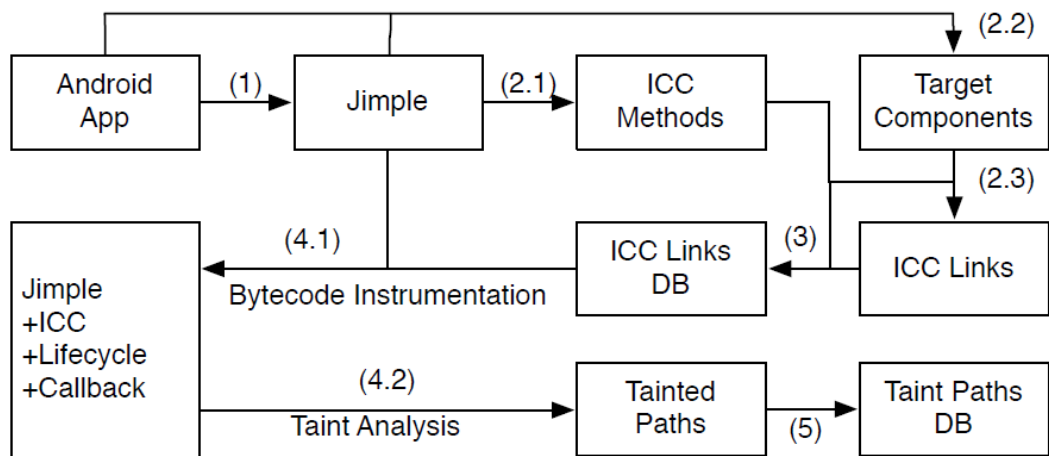 (2.2)
Android
App
(1)
Jimple
(2.1)
ICC
Methods
Target
Components
(2.3)
Jimple
+ICC
+Lifecycle
+Callback
(4.1)
Bytecode Instrumentation
ICC Links
DB
(3)
ICC Links
(4.2)
Taint Analysis
Tainted
Paths
(5)
Taint Paths
DB